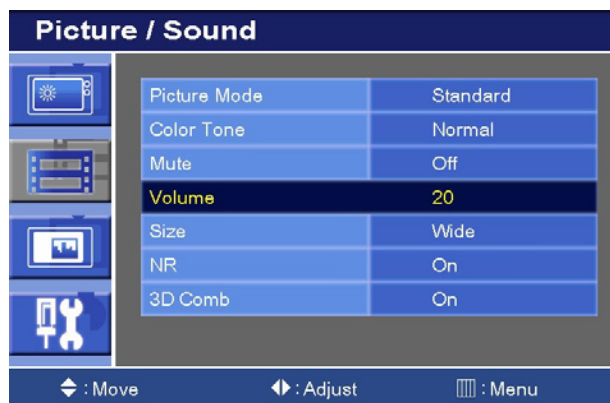 Picture / Sound
Picture Mode Standard
Color Tone Normal
Mute Off
Volume 20
Size Wide
NR On
3D Comb On
: Move : Adjust : Menu